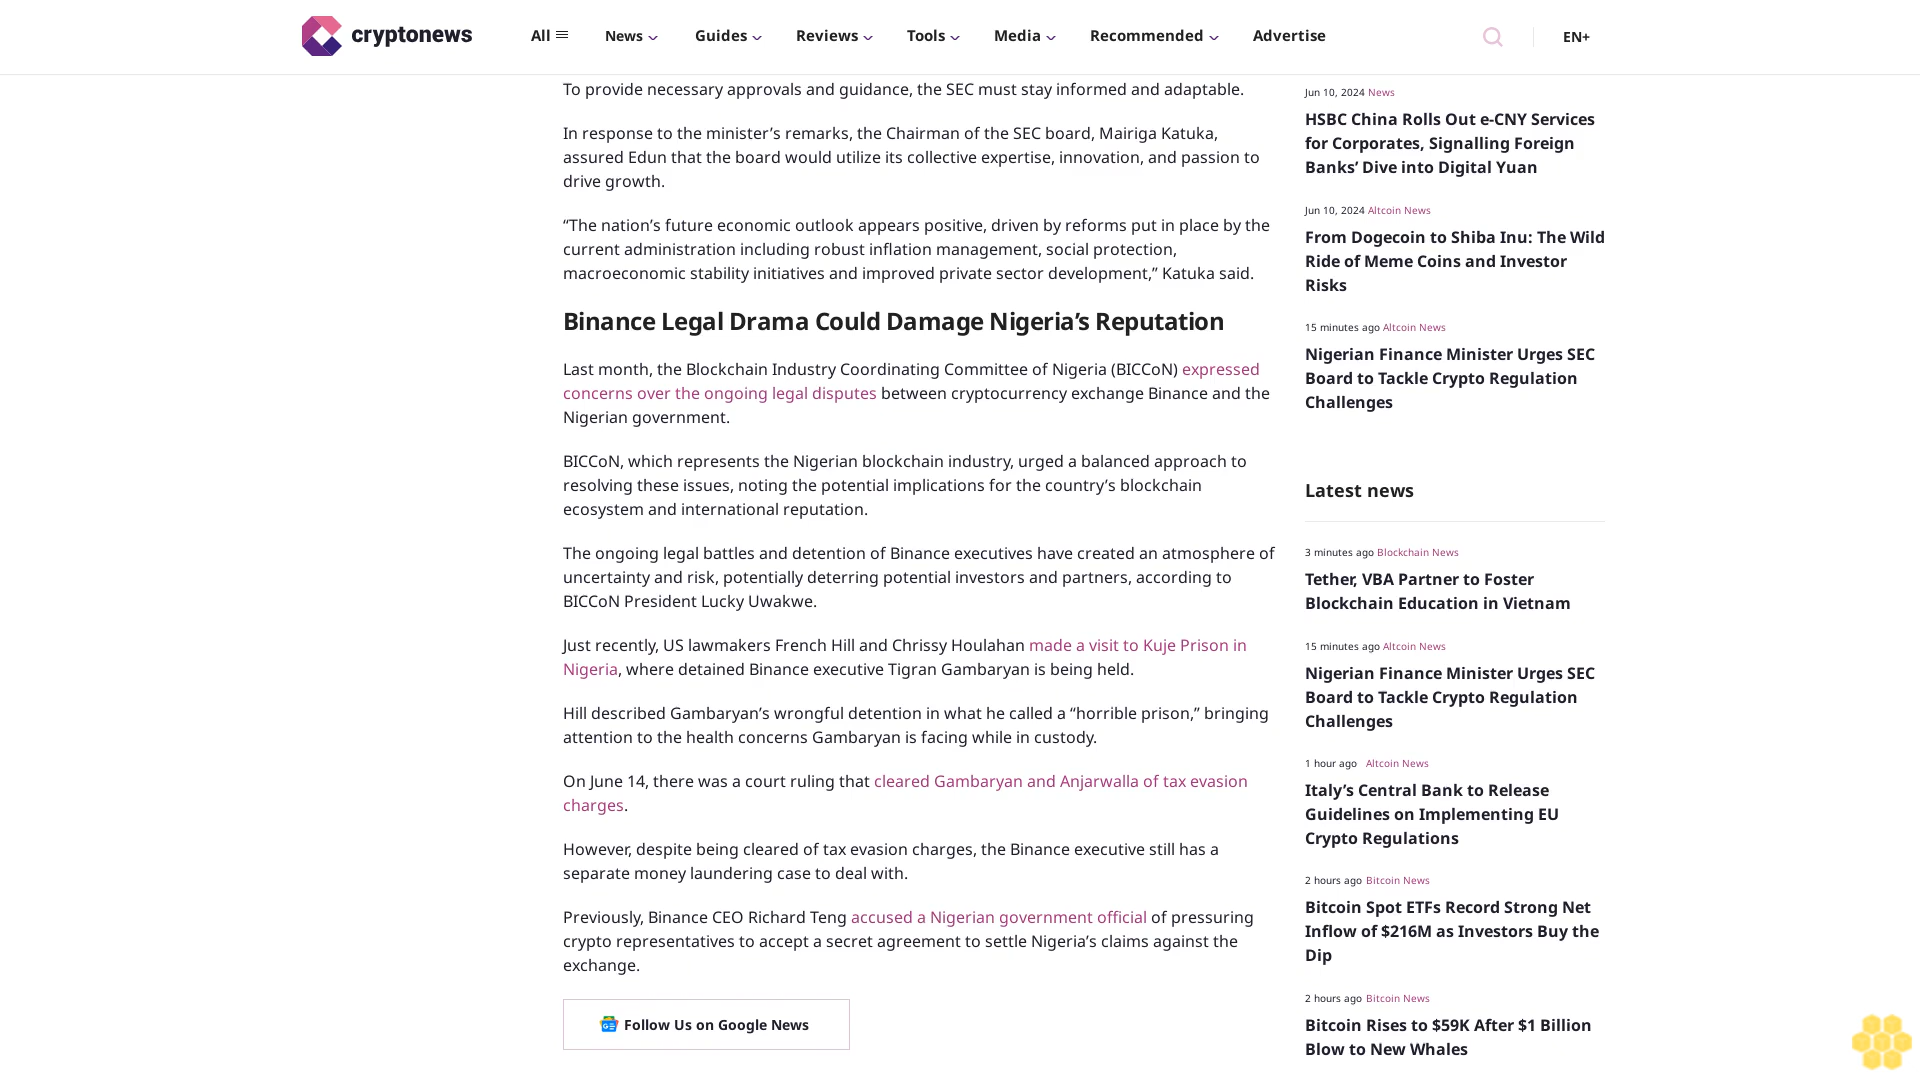 cryptonews
All
News
Guides
Reviews
Tools
Media
Recommended
Advertise
EN+
To provide necessary approvals and guidance, the SEC must stay informed and adaptable.
In response to the minister’s remarks, the Chairman of the SEC board, Mairiga Katuka,
assured Edun that the board would utilize its collective expertise, innovation, and passion to
drive growth.
“The nation’s future economic outlook appears positive, driven by reforms put in place by the
current administration including robust inflation management, social protection,
macroeconomic stability initiatives and improved private sector development,” Katuka said.
Binance Legal Drama Could Damage Nigeria’s Reputation
Last month, the Blockchain Industry Coordinating Committee of Nigeria (BICCoN) expressed
concerns over the ongoing legal disputes between cryptocurrency exchange Binance and the
Nigerian government.
BICCoN, which represents the Nigerian blockchain industry, urged a balanced approach to
resolving these issues, noting the potential implications for the country’s blockchain
ecosystem and international reputation.
The ongoing legal battles and detention of Binance executives have created an atmosphere of
uncertainty and risk, potentially deterring potential investors and partners, according to
BICCoN President Lucky Uwakwe.
Just recently, US lawmakers French Hill and Chrissy Houlahan made a visit to Kuje Prison in
Nigeria, where detained Binance executive Tigran Gambaryan is being held.
Hill described Gambaryan’s wrongful detention in what he called a “horrible prison,” bringing
attention to the health concerns Gambaryan is facing while in custody.
On June 14, there was a court ruling that cleared Gambaryan and Anjarwalla of tax evasion
charges.
However, despite being cleared of tax evasion charges, the Binance executive still has a
separate money laundering case to deal with.
Previously, Binance CEO Richard Teng accused a Nigerian government official of pressuring
crypto representatives to accept a secret agreement to settle Nigeria’s claims against the
exchange.
Follow Us on Google News
Jun 10, 2024 News
HSBC China Rolls Out e-CNY Services
for Corporates, Signalling Foreign
Banks’ Dive into Digital Yuan
Jun 10, 2024 Altcoin News
From Dogecoin to Shiba Inu: The Wild
Ride of Meme Coins and Investor
Risks
15 minutes ago Altcoin News
Nigerian Finance Minister Urges SEC
Board to Tackle Crypto Regulation
Challenges
Latest news
3 minutes ago Blockchain News
Tether, VBA Partner to Foster
Blockchain Education in Vietnam
15 minutes ago Altcoin News
Nigerian Finance Minister Urges SEC
Board to Tackle Crypto Regulation
Challenges
1 hour ago Altcoin News
Italy’s Central Bank to Release
Guidelines on Implementing EU
Crypto Regulations
2 hours ago Bitcoin News
Bitcoin Spot ETFs Record Strong Net
Inflow of $216M as Investors Buy the
Dip
2 hours ago Bitcoin News
Bitcoin Rises to $59K After $1 Billion
Blow to New Whales